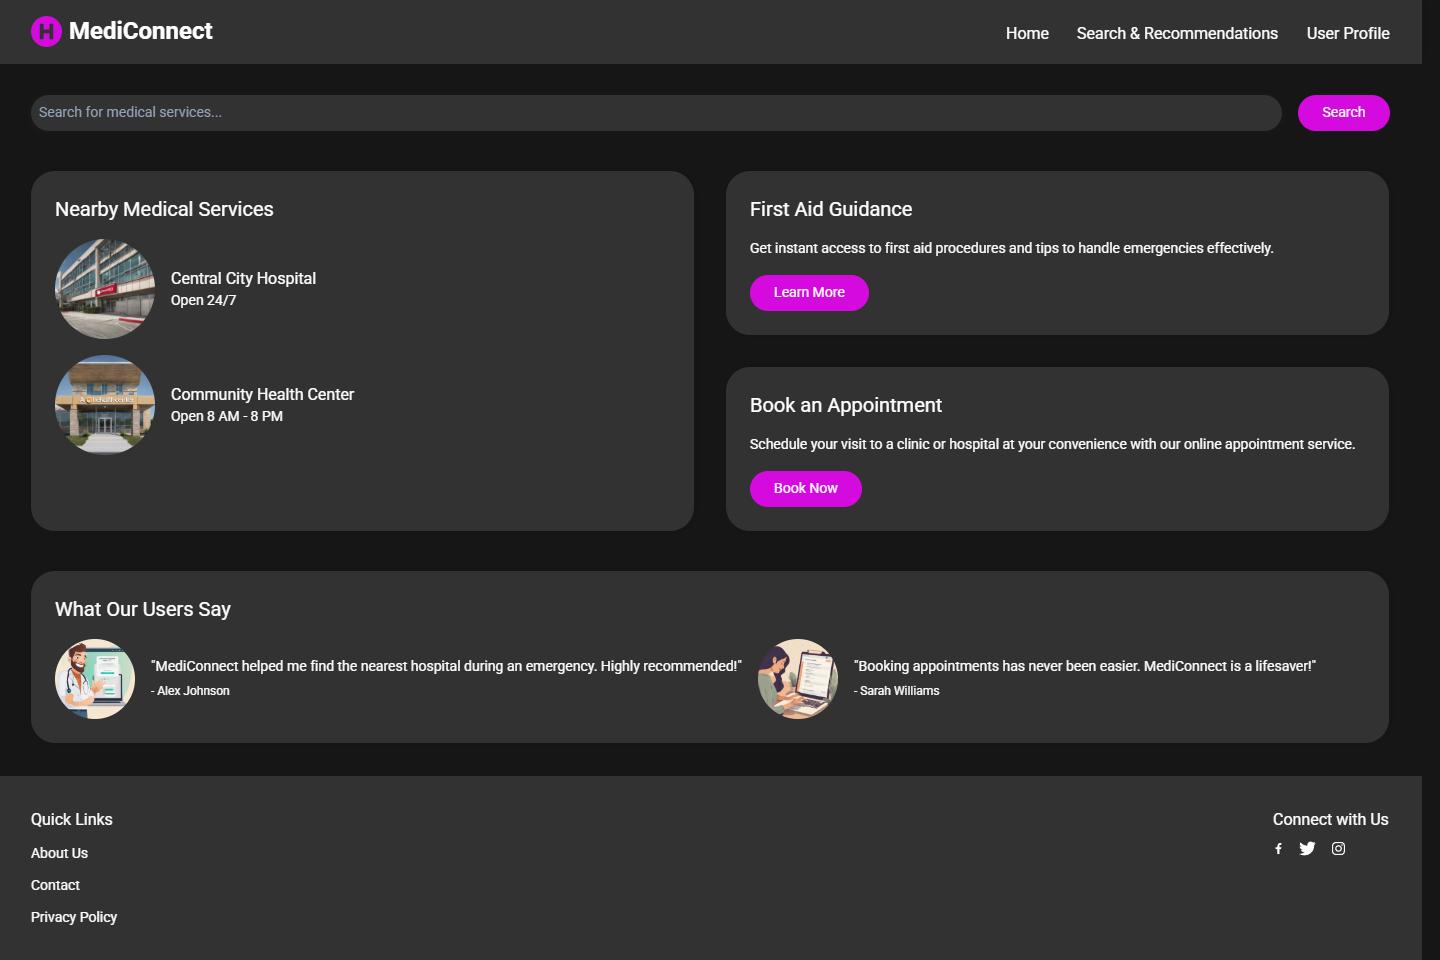 H MediConnect
Home Search & Recommendations User Profile
Search for medical services...
Search
Nearby Medical Services
Central City Hospital
Open 24/7
Community Health Center
Open 8 AM - 8 PM
First Aid Guidance
Get instant access to first aid procedures and tips to handle emergencies effectively.
Learn More
Book an Appointment
Schedule your visit to a clinic or hospital at your convenience with our online appointment service.
Book Now
What Our Users Say
"MediConnect helped me find the nearest hospital during an emergency. Highly recommended!"
- Alex Johnson
"Booking appointments has never been easier. MediConnect is a lifesaver!"
- Sarah Williams
Quick Links
About Us
Contact
Privacy Policy
Connect with Us